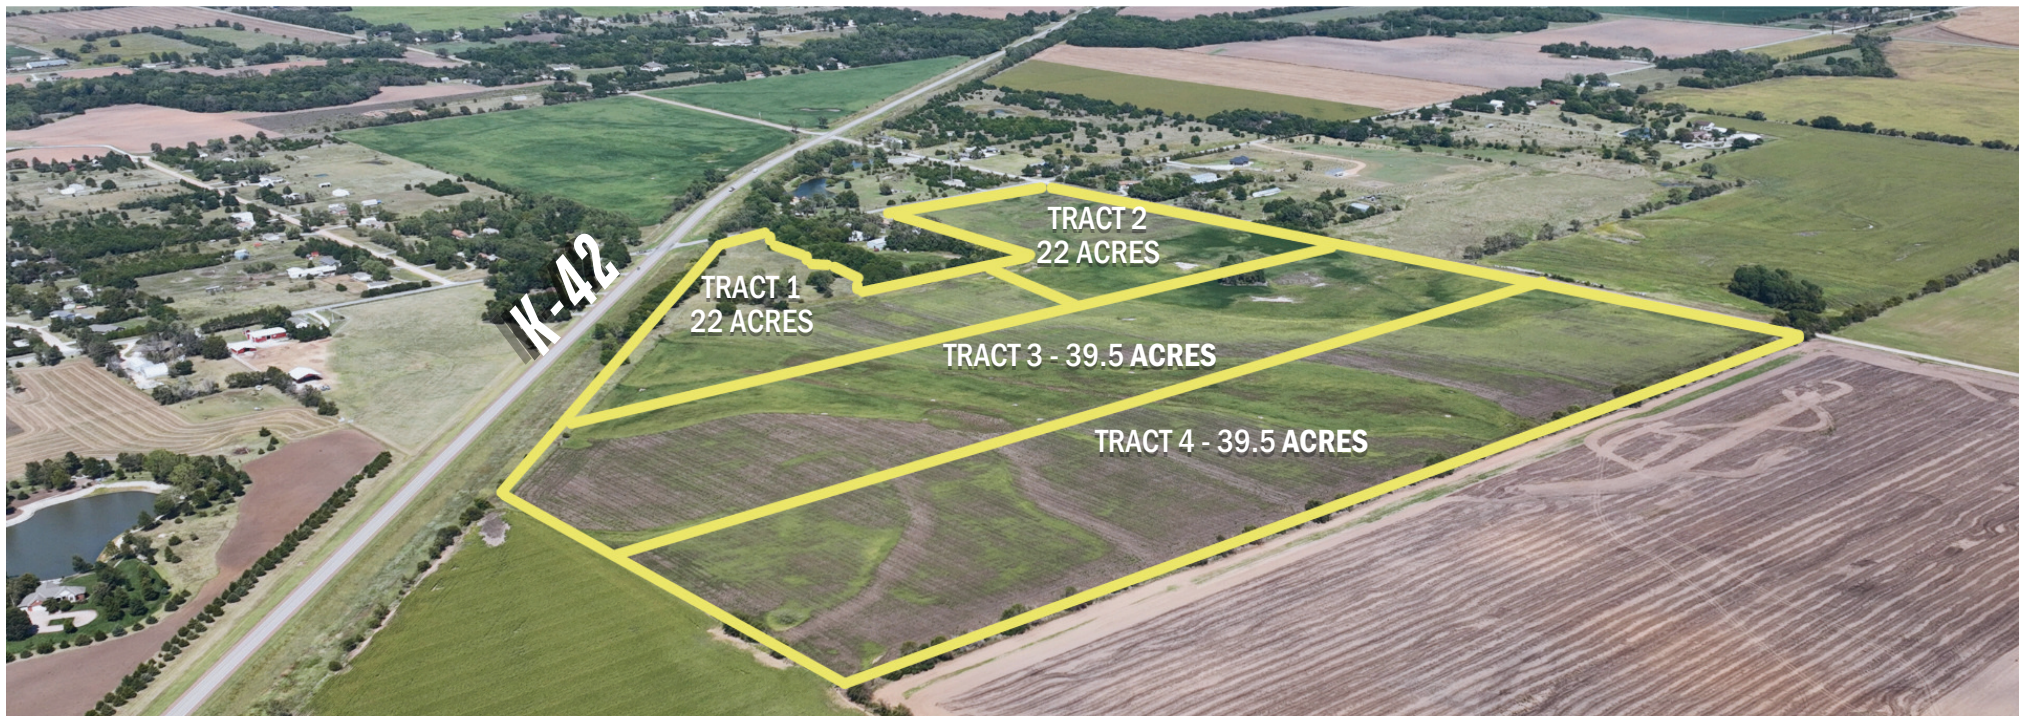 TRACT 2
22 ACRES
K-42
TRACT 1
22 ACRES
TRACT 3 - 39.5 ACRES
TRACT 4 - 39.5 ACRES